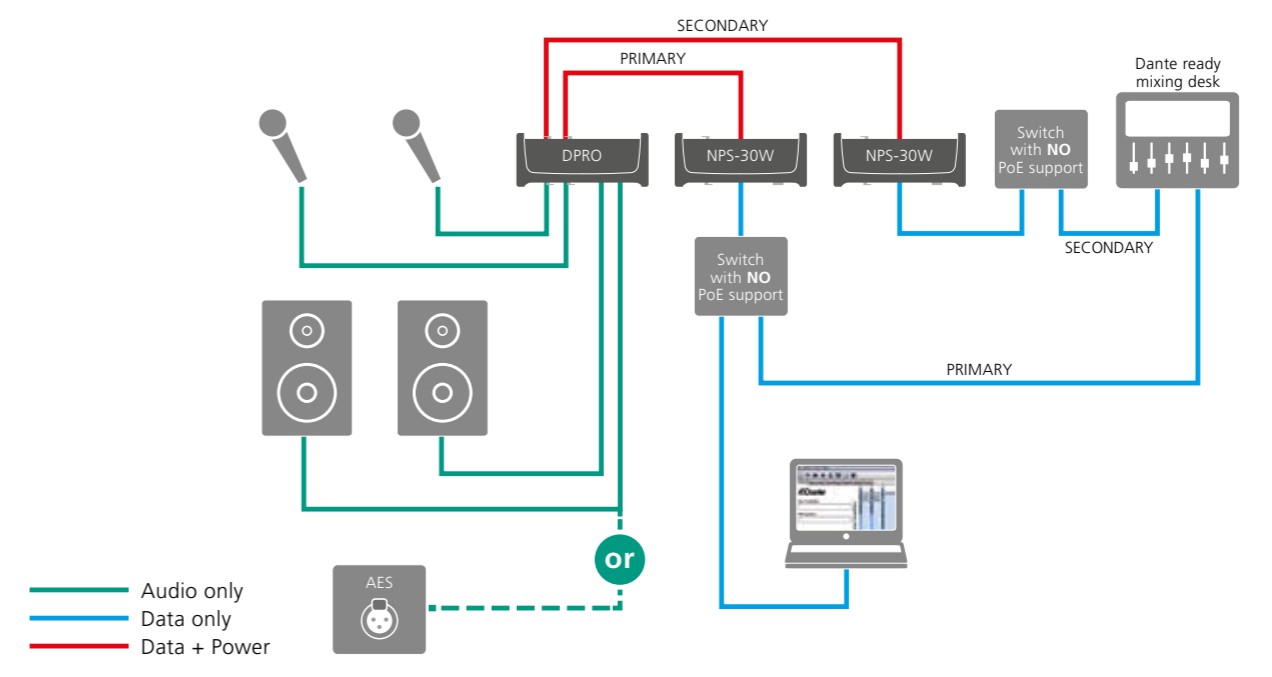 SECONDARY
PRIMARY
Dante ready
mixing desk
DPRO
NPS-30W
NPS-30W
Switch
with NO
PoE support
SECONDARY
Switch
with NO
PoE support
PRIMARY
or
AES
Audio only
Data only
Data + Power